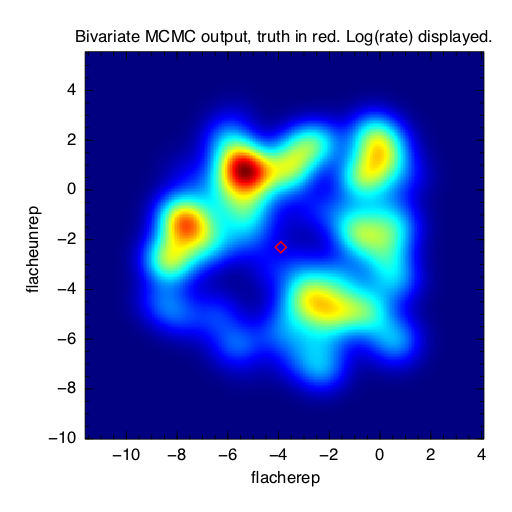 Bivariate MCMC output, truth in red. Log(rate) displayed.
4
2
0
−2
−4
−6
−8
−10
flacheunrep
−10 −8 −6 −4 −2 0 2 4
flacherep